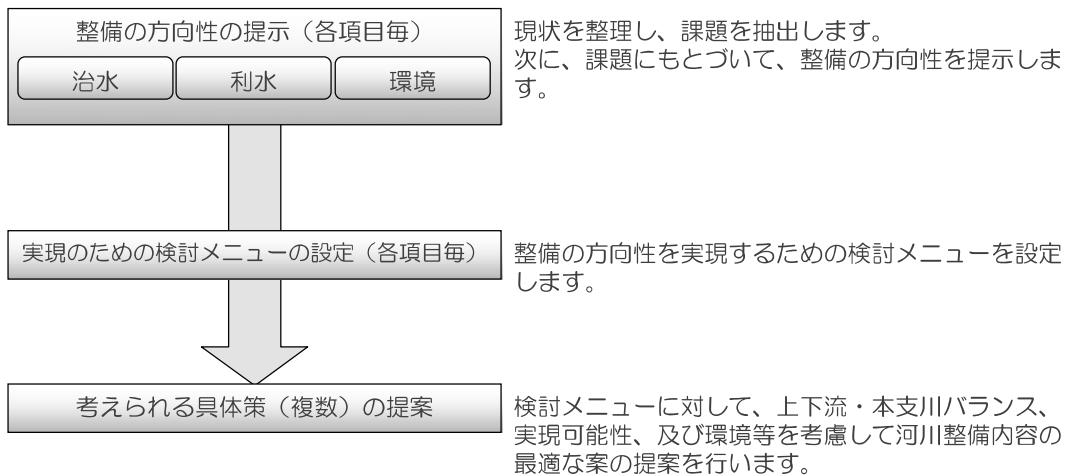 整備の方向性の提示（各項目毎）
治水
利水
環境
現状を整理し、課題を抽出します。
次に、課題にもとづいて、整備の方向性を提示しま
す。
実現のための検討メニューの設定（各項目毎）
整備の方向性を実現するための検討メニューを設定
します。
考えられる具体策（複数）の提案
検討メニューに対して、上下流・本支川バランス、
実現可能性、及び環境等を考慮して河川整備内容の
最適な案の提案を行います。